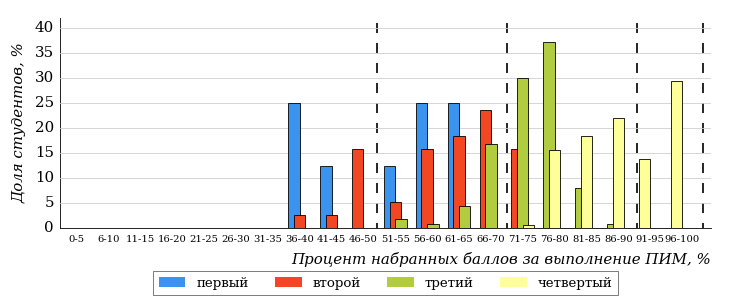 Доля студентов, %
40
35
30
25
20
15
10
5
0
0-5 6-10 11-15 16-20 21-25 26-30 31-35 36-40 41-45 46-50 51-55 56-60 61-65 66-70 71-75 76-80 81-85 86-90 91-95 96-100
Процент набранных баллов за выполнение ПИМ, %
первый второй третий четвертый